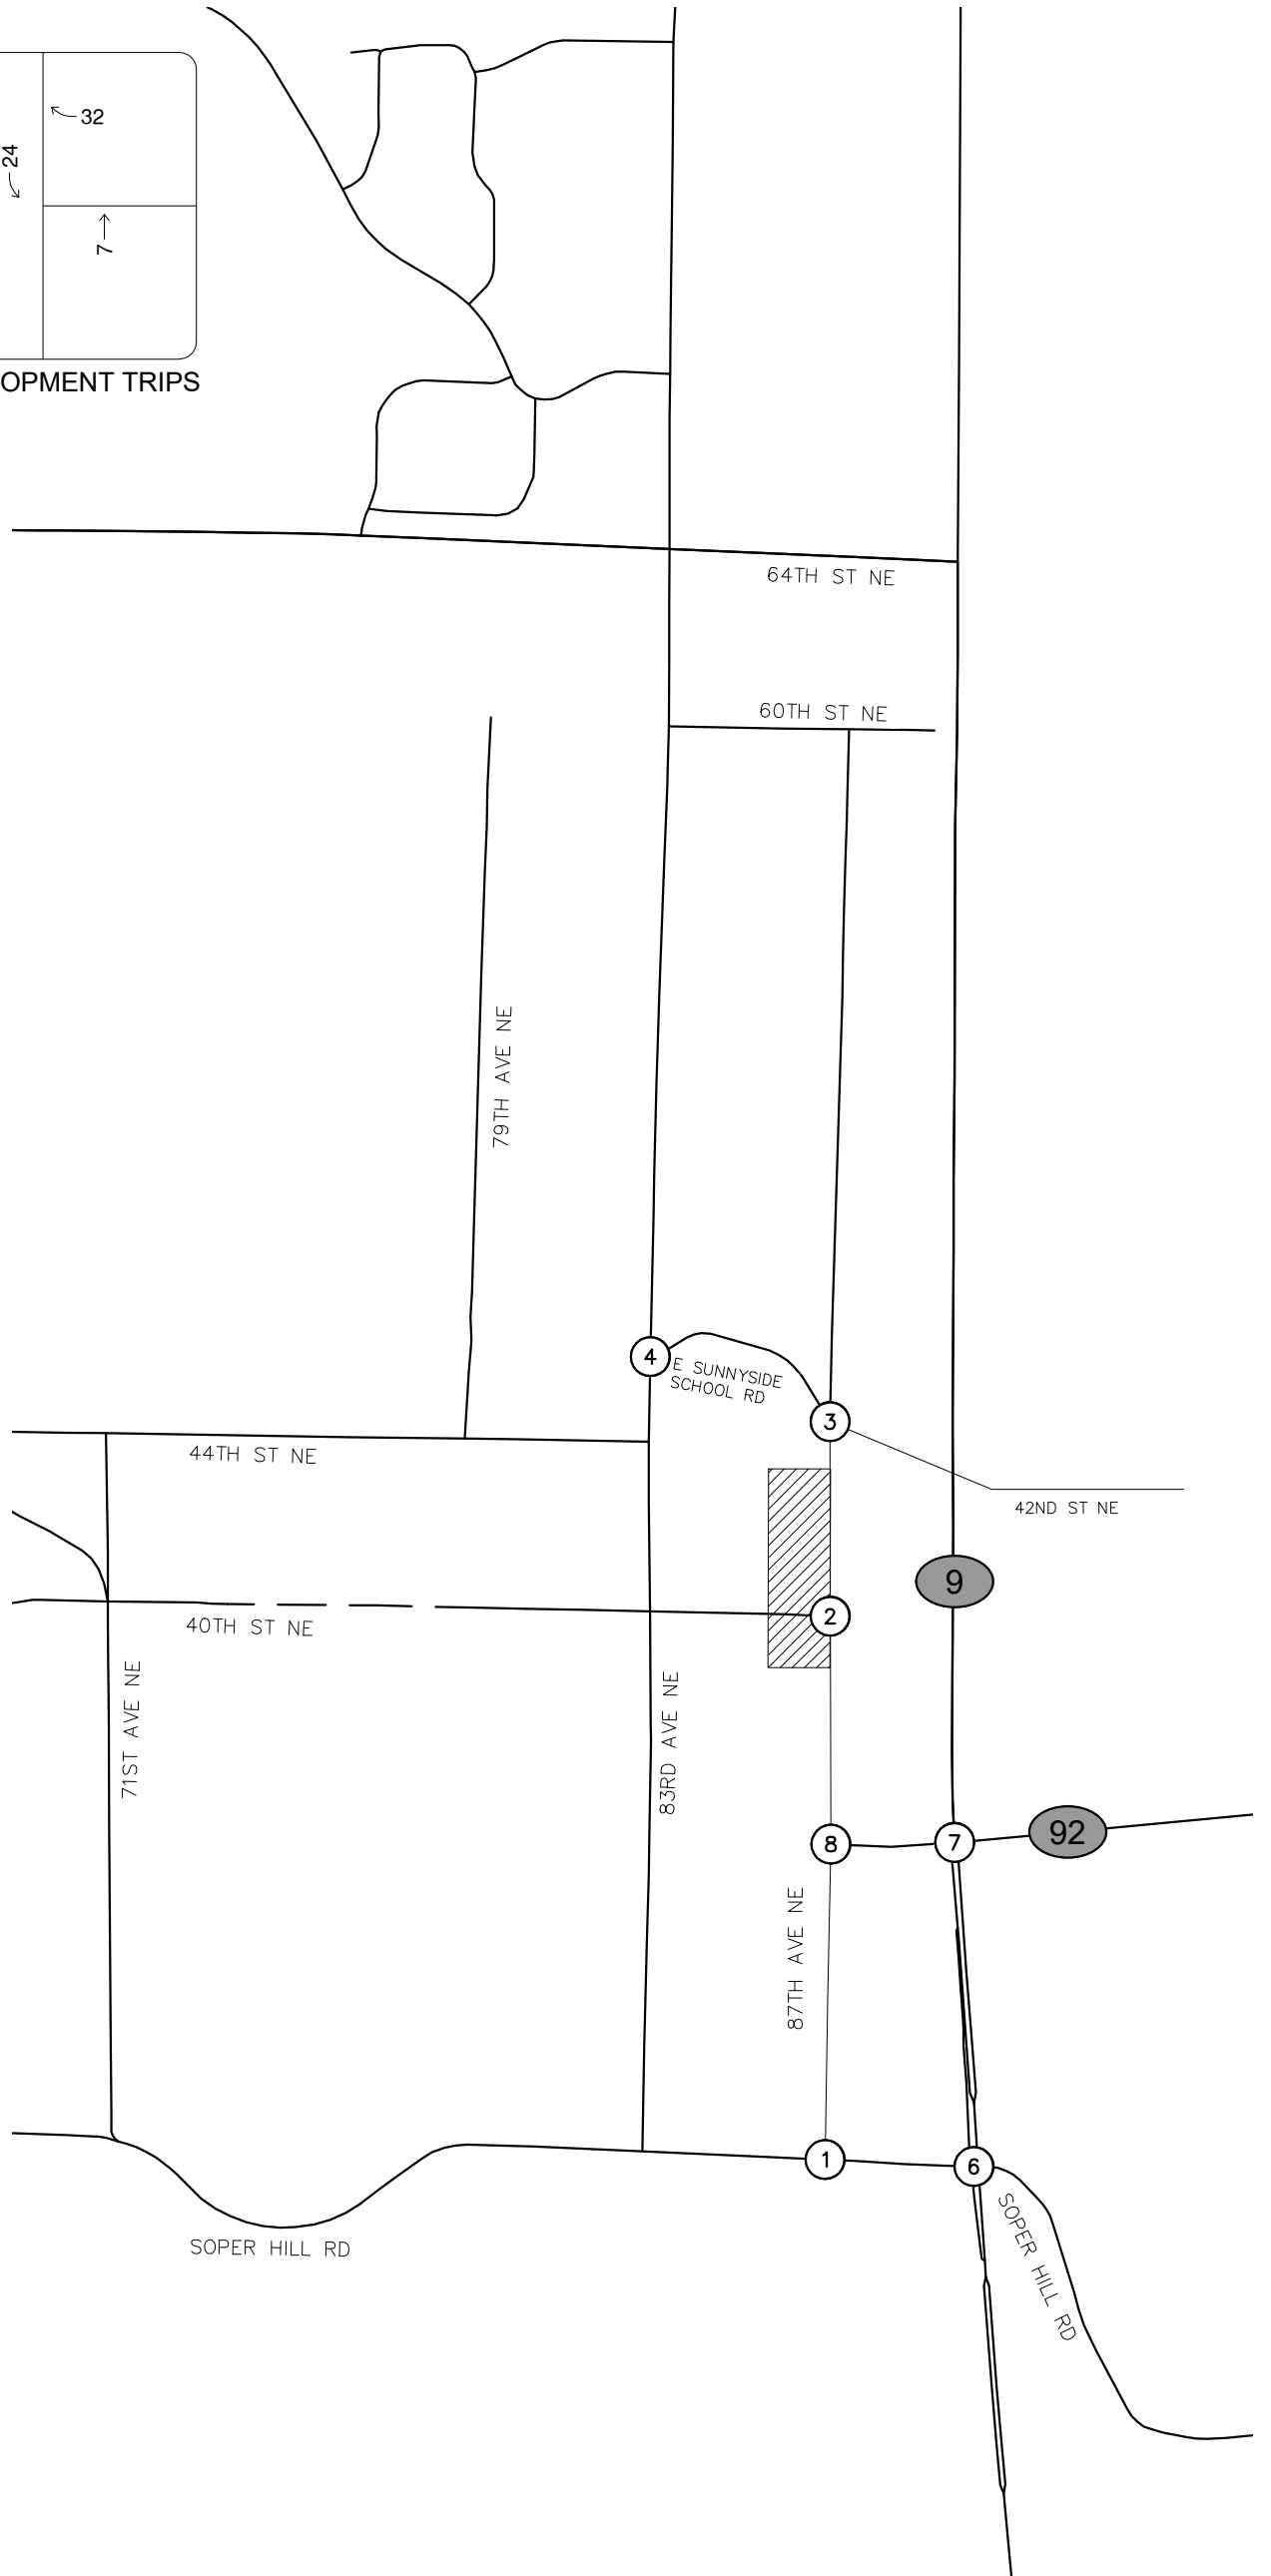 32
24
7
OPMENT TRIPS
64TH ST NE
60TH ST NE
79TH AVE NE
4
E SUNNYSIDE
SCHOOL RD
3
44TH ST NE
42ND ST NE
9
2
40TH ST NE
71ST AVE NE
83RD AVE NE
92
8
7
87TH AVE NE
1
6
SOPER HILL RD
SOPER HILL RD